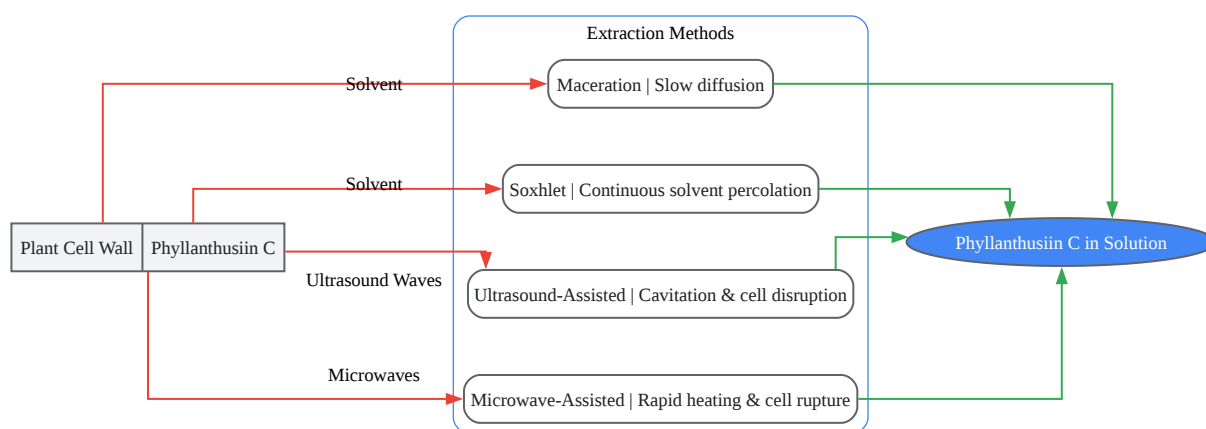 Extraction Methods
Solvent
Maceration | Slow diffusion
Solvent
Soxhlet | Continuous solvent percolation
Plant Cell Wall
Phyllanthusiin C
Phyllanthusiin C in Solution
Ultrasound Waves
Ultrasound-Assisted | Cavitation & cell disruption
Microwaves
Microwave-Assisted | Rapid heating & cell rupture